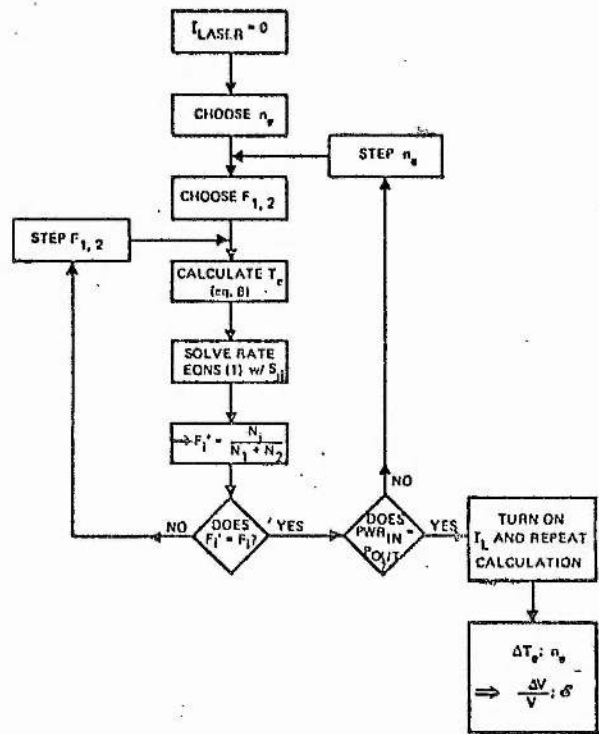 I_LASER = 0
CHOOSE n_e
STEP n_e
CHOOSE F_1, 2
STEP F_1, 2
CALCULATE T_e
(eq. 8)
SOLVE RATE
EQNS (1) w/ S_ij
⇒ F_i' = N_i / (N_1 + N_2)
DOES
F_i' = F_i?
NO
YES
DOES
PWR_IN =
P_OUT
?
NO
YES
TURN ON
I_L AND REPEAT
CALCULATION
ΔT_e; n_e
⇒ ΔV / V ; ℰ